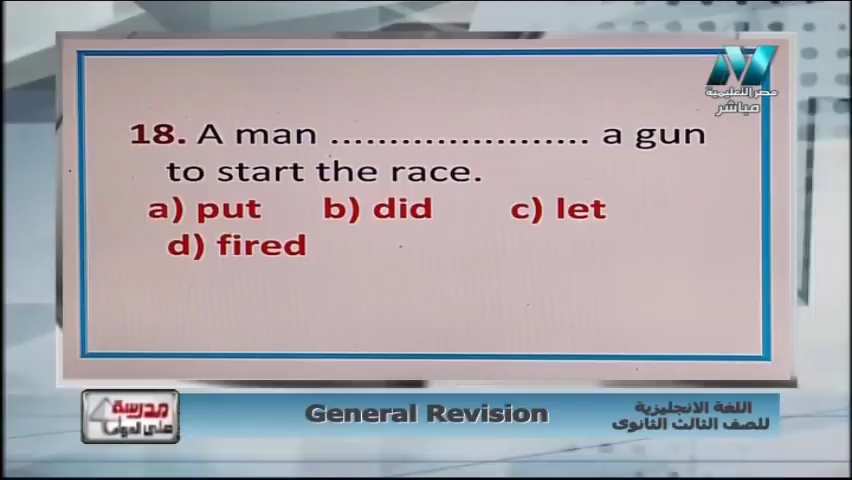 مصر التعليمية
مباشر
18. A man ...................... a gun
to start the race.
a) put b) did c) let
d) fired
مدرسة
على الهواء
General Revision
اللغة الانجليزية
للصف الثالث الثانوى